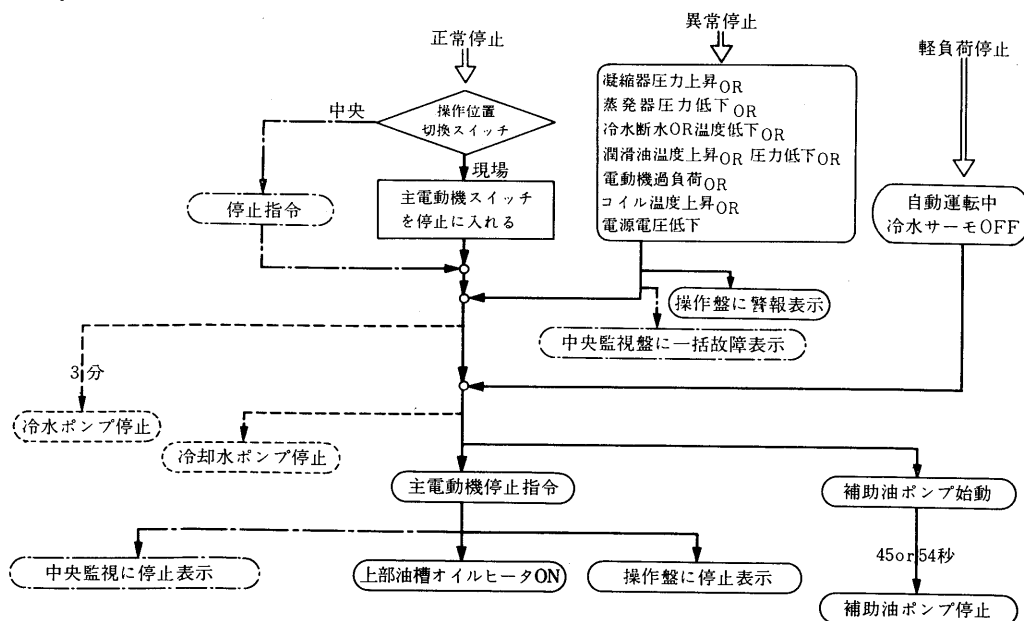 正常停止
異常停止
軽負荷停止
中央
操作位置
切換スイッチ
現場
停止指令
主電動機スイッチ
を停止に入れる
凝縮器圧力上昇OR
蒸発器圧力低下OR
冷水断水OR温度低下OR
潤滑油温度上昇OR 圧力低下OR
電動機過負荷OR
コイル温度上昇OR
電源電圧低下
自動運転中
冷水サーモOFF
操作盤に警報表示
中央監視盤に一括故障表示
3分
冷水ポンプ停止
冷却水ポンプ停止
主電動機停止指令
補助油ポンプ始動
中央監視に停止表示
上部油槽オイルヒータON
操作盤に停止表示
45or54秒
補助油ポンプ停止